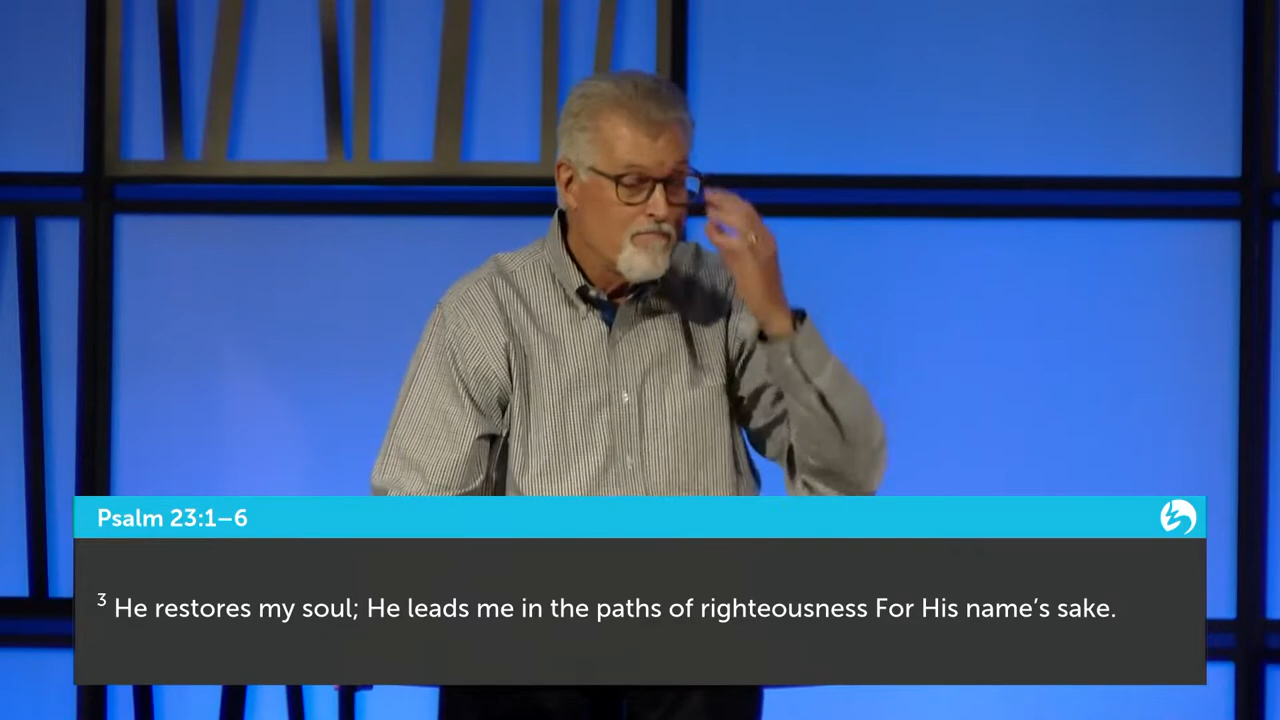 Psalm 23:1–6
3 He restores my soul; He leads me in the paths of righteousness For His name’s sake.